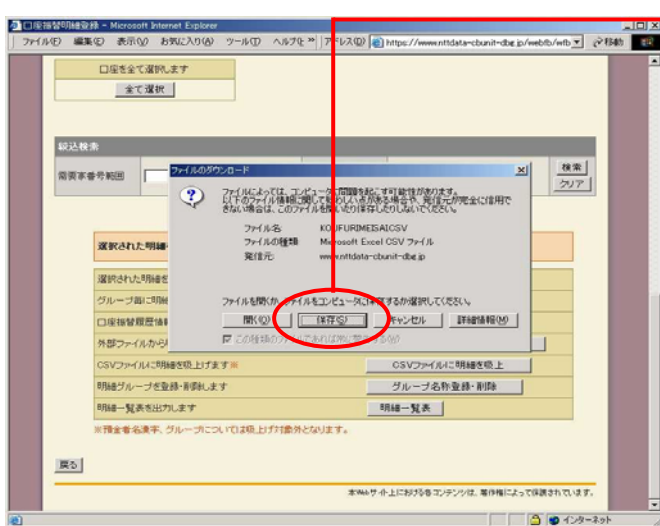 口座振替明細登録 - Microsoft Internet Explorer
ファイル(F) 編集(E) 表示(V) お気に入り(A) ツール(T) ヘルプ(H) » アドレス(D) https://www.nttdata-cbunit-dbg.jp/webfb/wfb 移動
口座を全て選択します
全て選択
絞込検索
需要家番号範囲
検索
クリア
ファイルのダウンロード
ファイルによっては、コンピュータに問題を起こす可能性があります。
以下のファイル情報に関して疑わしい点がある場合や、発信元が完全に信用で
きない場合は、このファイルを開いたり保存したりしないでください。
ファイル名: KOUFURIMEISAI.CSV
ファイルの種類: Microsoft Excel CSV ファイル
発信元: www.nttdata-cbunit-dbg.jp
ファイルを開くか、ファイルをコンピュータに保存するか選択してください。
開く(O) 保存(S) キャンセル 詳細情報(M)
この種類のファイルであれば常に警告する(W)
選択された明細
選択された明細を
グループ毎に明細
口座振替履歴情報
外部ファイルから
CSVファイルに明細を吸上げます※ CSVファイルに明細を吸上
明細グループを登録・削除します グループ名称登録・削除
明細一覧表を出力します 明細一覧表
※預金者名漢字、グループについては吸上げ対象外となります。
戻る
本Webサイト上における各コンテンツは、著作権によって保護されています。
インターネット